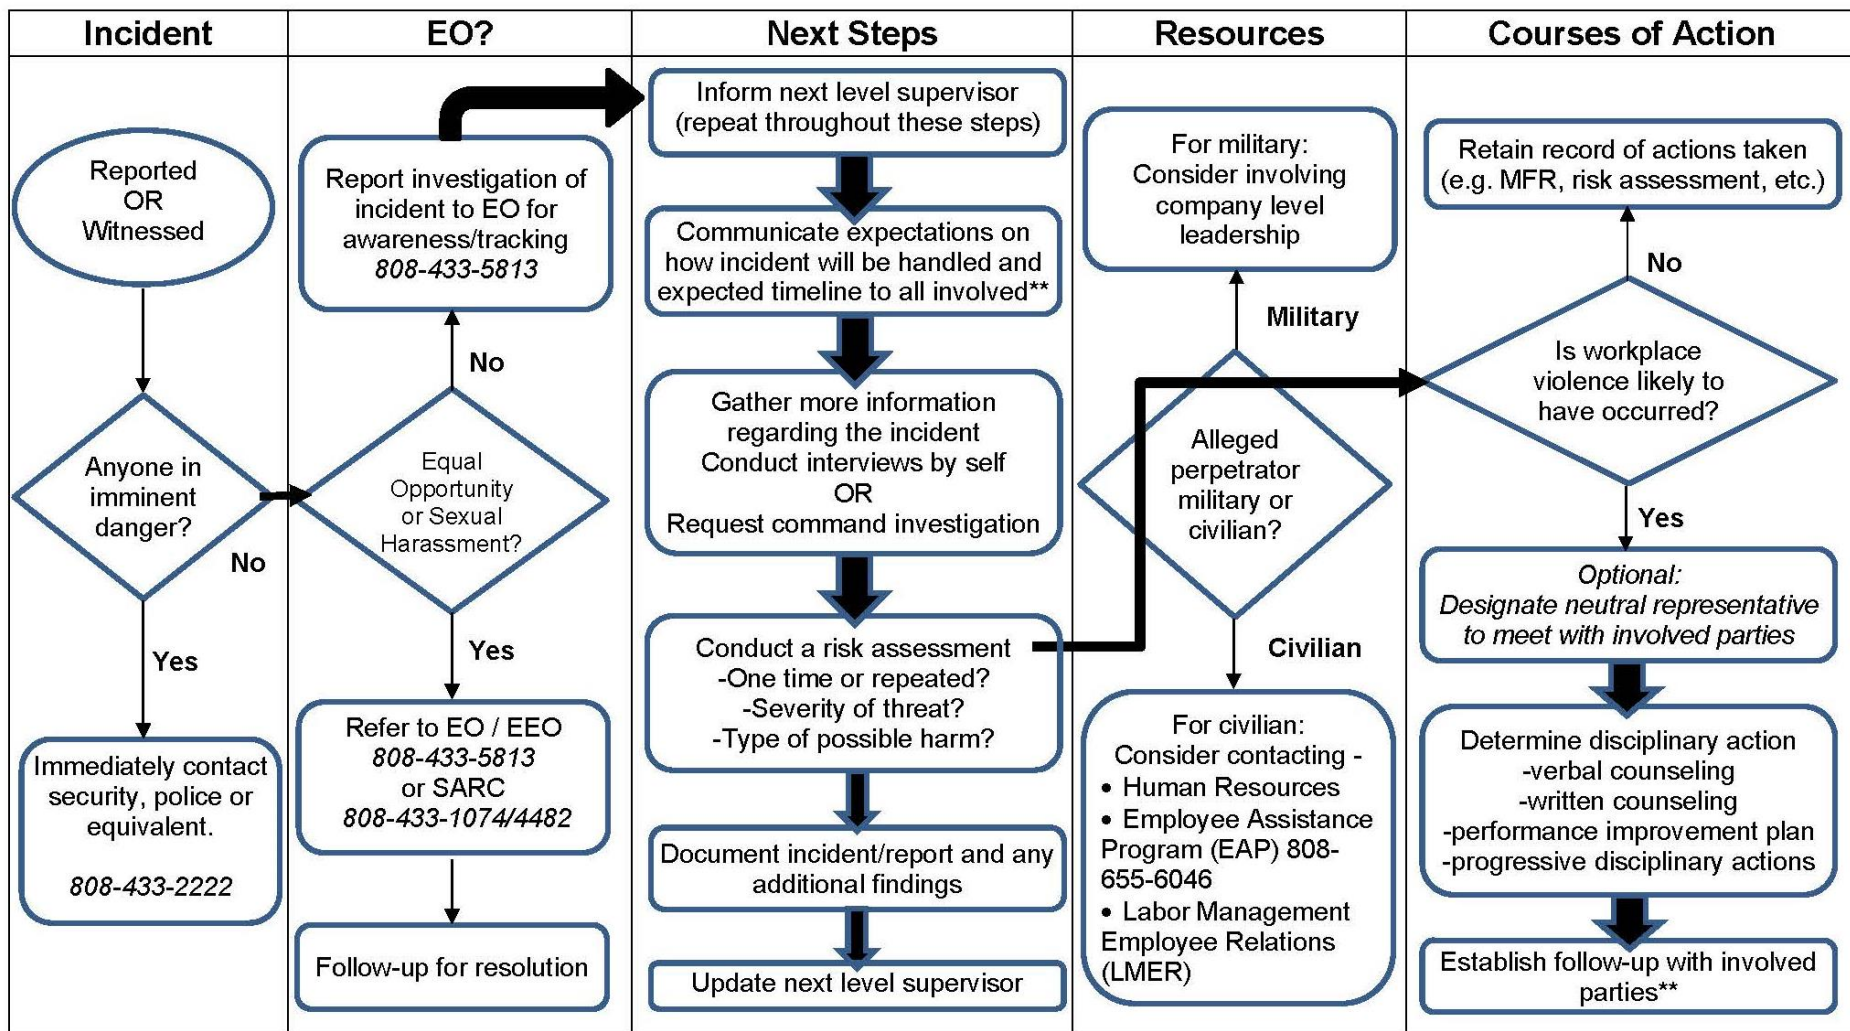 Incident
EO?
Next Steps
Resources
Courses of Action
Reported
OR
Witnessed
Anyone in
imminent
danger?
No
Yes
Immediately contact
security, police or
equivalent.
808-433-2222
Report investigation of
incident to EO for
awareness/tracking
808-433-5813
No
Equal
Opportunity
or Sexual
Harassment?
Yes
Refer to EO / EEO
808-433-5813
or SARC
808-433-1074/4482
Follow-up for resolution
Inform next level supervisor
(repeat throughout these steps)
Communicate expectations on
how incident will be handled and
expected timeline to all involved**
Gather more information
regarding the incident
Conduct interviews by self
OR
Request command investigation
Conduct a risk assessment
-One time or repeated?
-Severity of threat?
-Type of possible harm?
Document incident/report and any
additional findings
Update next level supervisor
For military:
Consider involving
company level
leadership
Military
Alleged
perpetrator
military or
civilian?
Civilian
For civilian:
Consider contacting -
• Human Resources
• Employee Assistance
Program (EAP) 808-
655-6046
• Labor Management
Employee Relations
(LMER)
Retain record of actions taken
(e.g. MFR, risk assessment, etc.)
No
Is workplace
violence likely to
have occurred?
Yes
Optional:
Designate neutral representative
to meet with involved parties
Determine disciplinary action
-verbal counseling
-written counseling
-performance improvement plan
-progressive disciplinary actions
Establish follow-up with involved
parties**